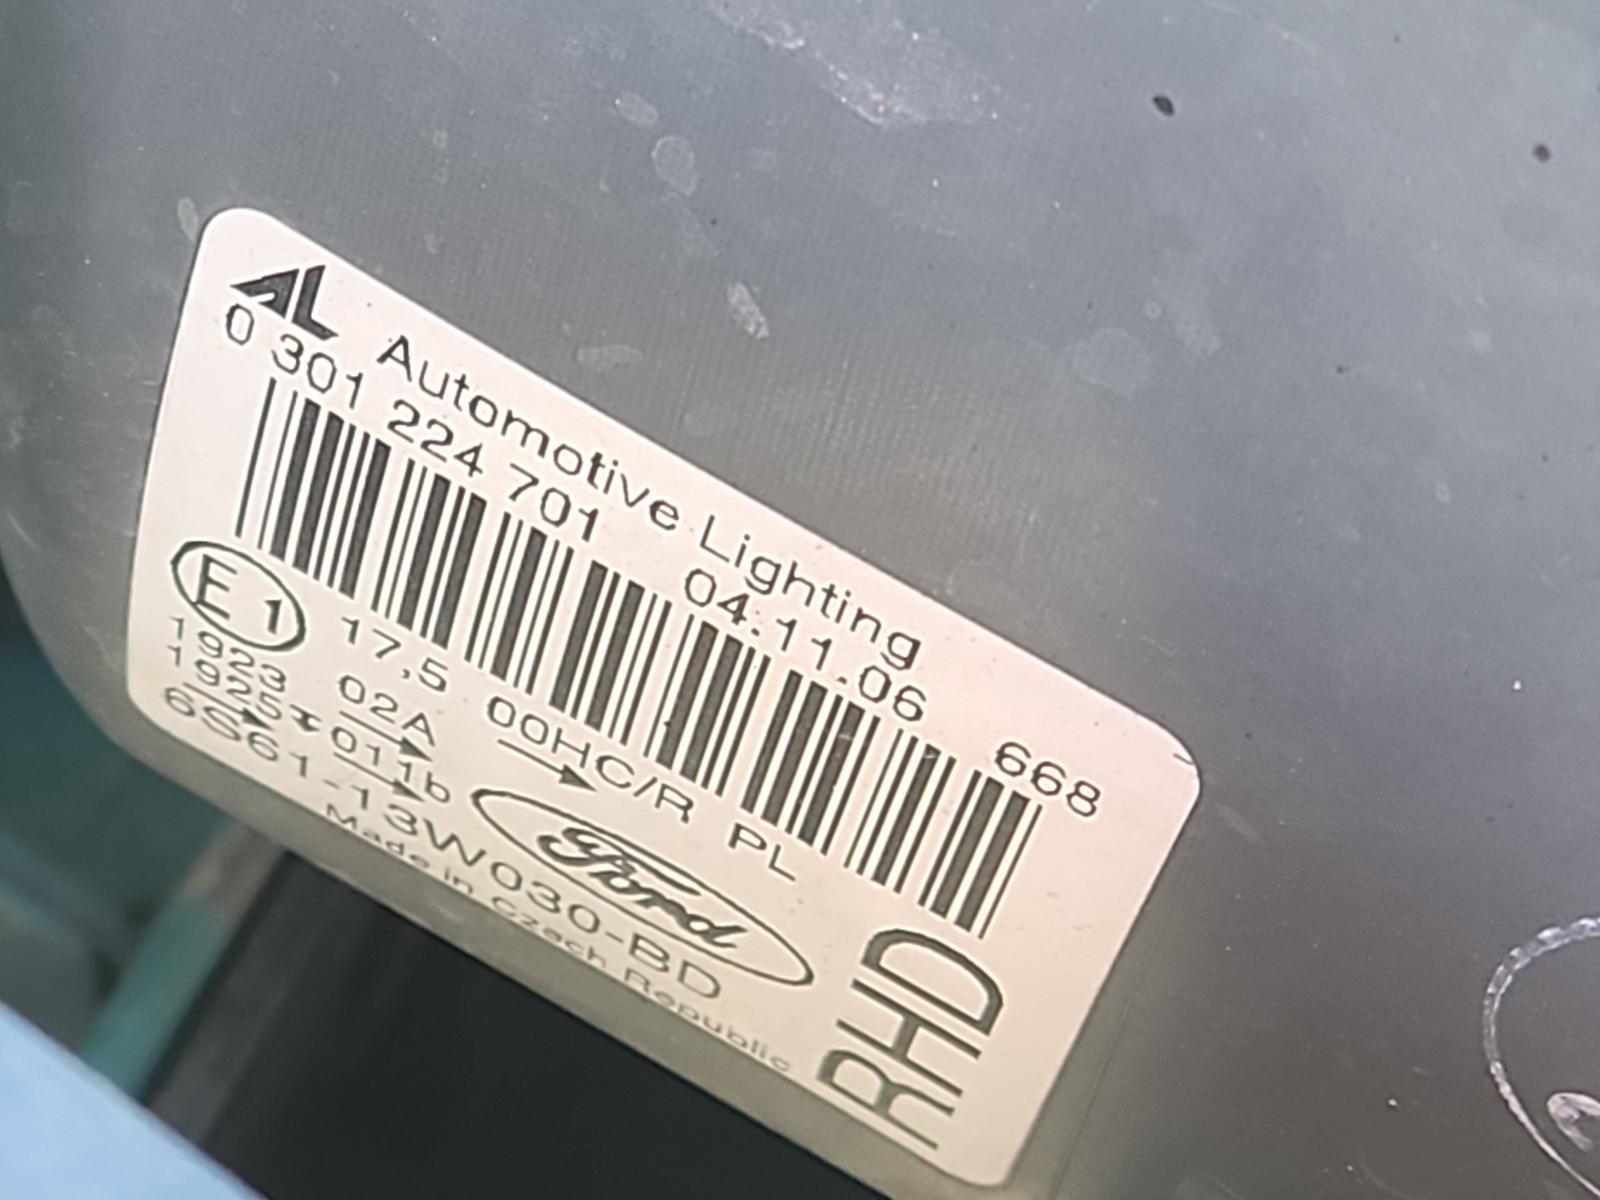 AL Automotive Lighting
0 301 224 701 04.11.06 668
E1 17,5 00HC/R PL
1923 02A
1925 * 011b
6S61-13W030-BD
Ford
Made in Czech Republic
RHD